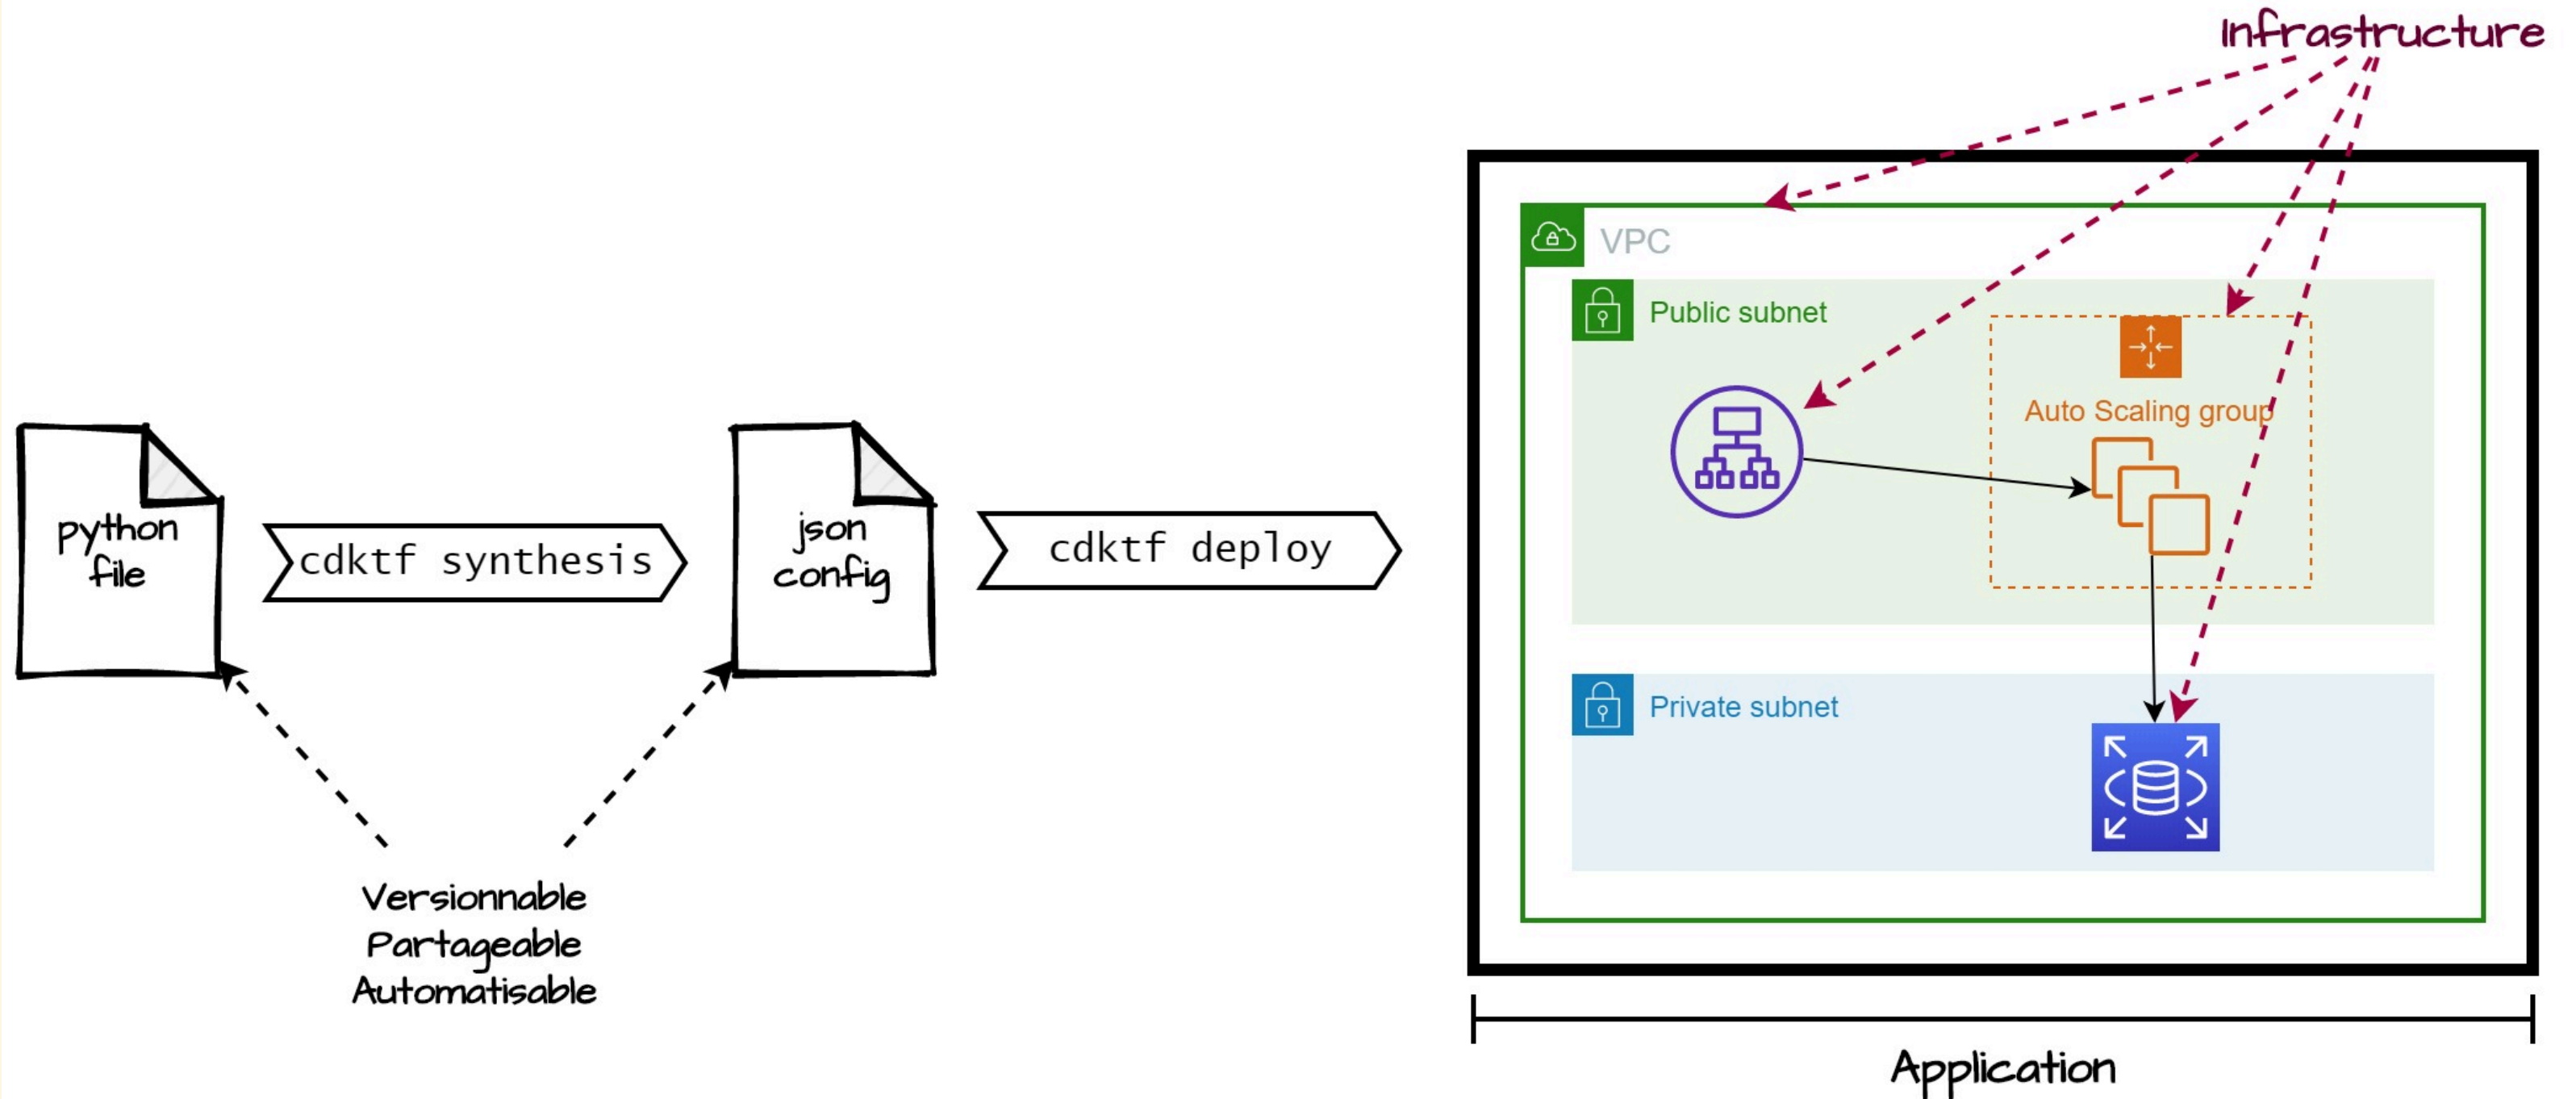 Infrastructure
VPC
Public subnet
Auto Scaling group
python
file
cdktf synthesis
json
config
cdktf deploy
Private subnet
Versionnable
Partageable
Automatisable
Application